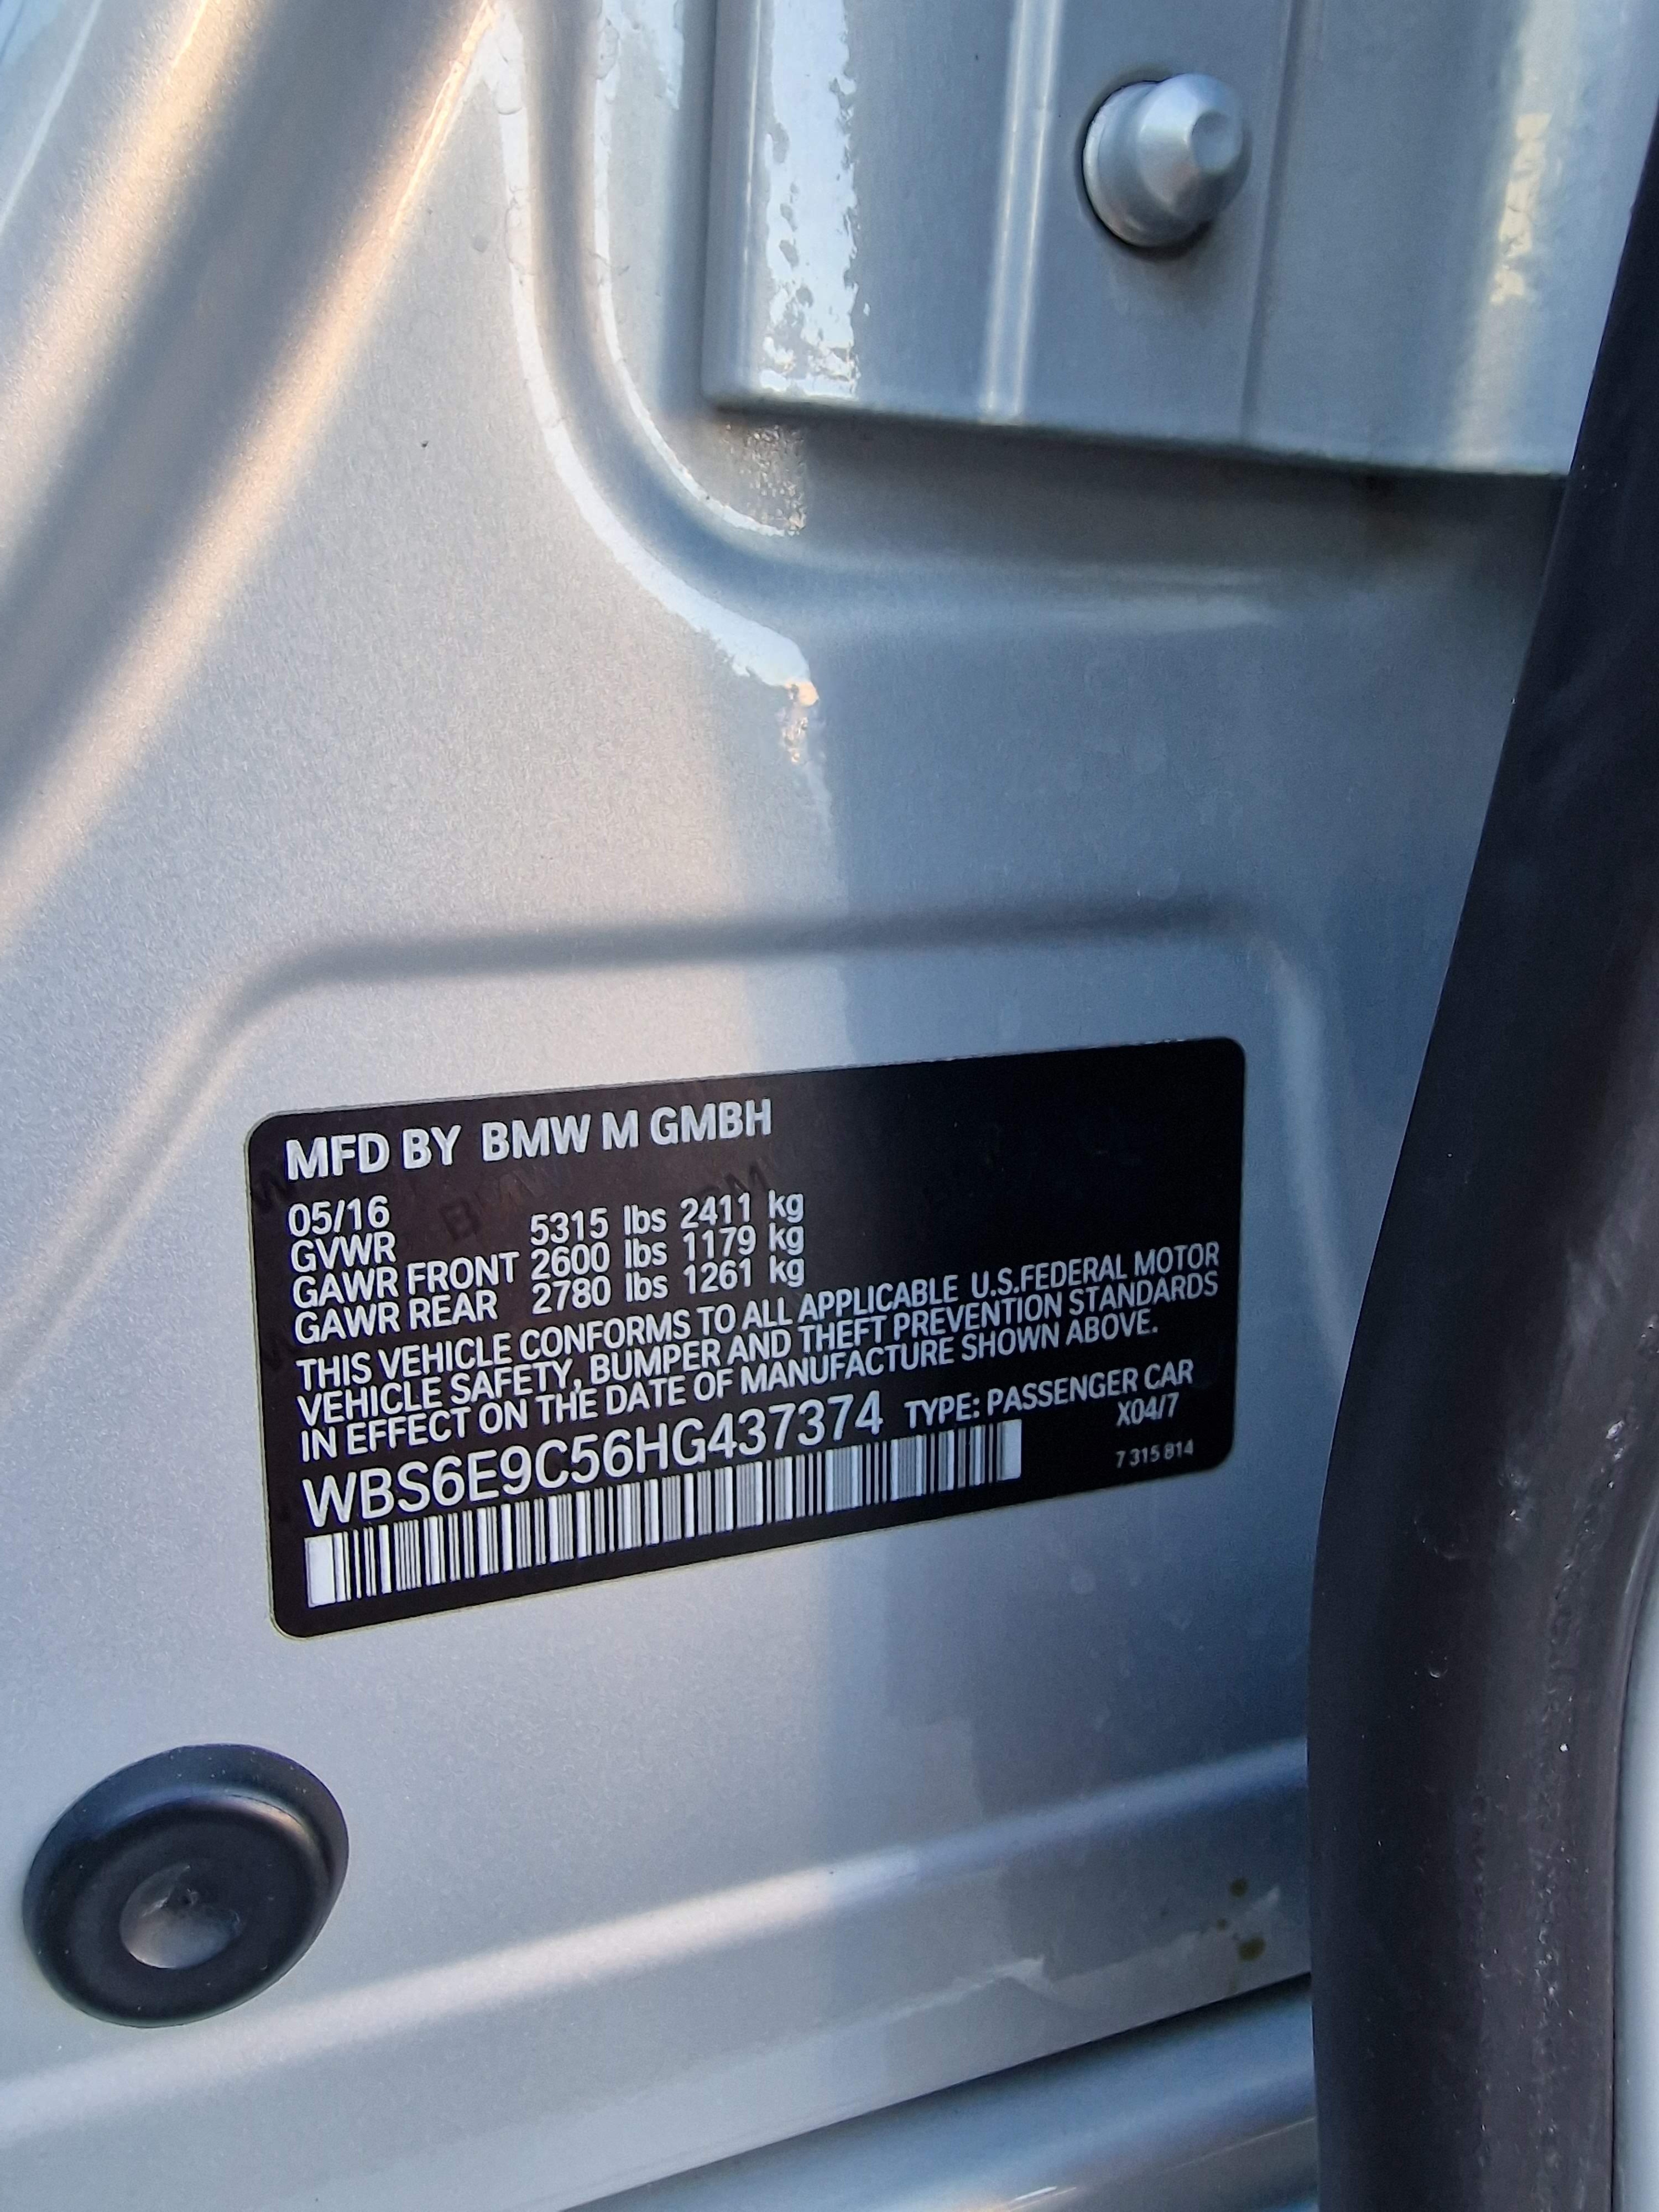 MFD BY BMW M GMBH
05/16
GVWR 5315 lbs 2411 kg
GAWR FRONT 2600 lbs 1179 kg
GAWR REAR 2780 lbs 1261 kg
THIS VEHICLE CONFORMS TO ALL APPLICABLE U.S.FEDERAL MOTOR
VEHICLE SAFETY, BUMPER AND THEFT PREVENTION STANDARDS
IN EFFECT ON THE DATE OF MANUFACTURE SHOWN ABOVE.
WBS6E9C56HG437374 TYPE: PASSENGER CAR
X04/7
7 315 814